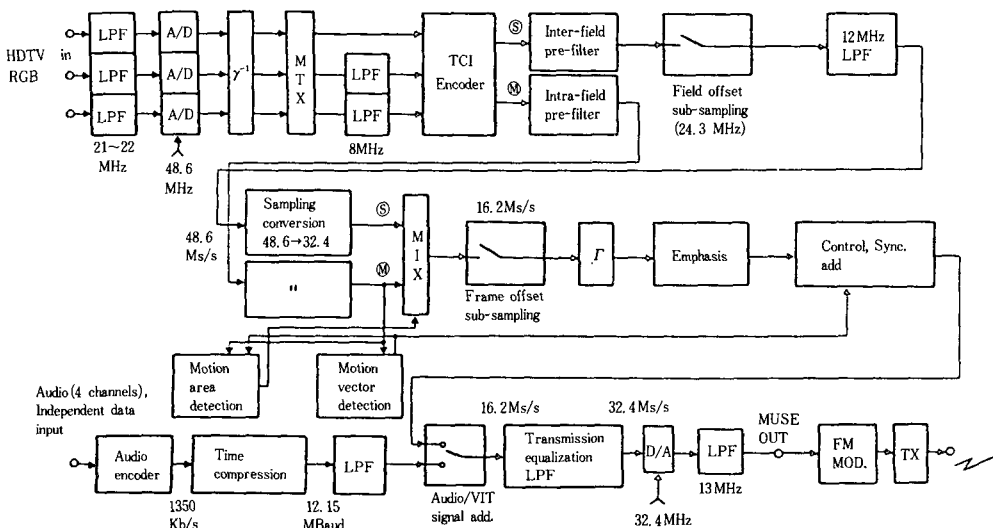 HDTV in
RGB
LPF
LPF
LPF
21~22
MHz
A/D
A/D
A/D
48.6
MHz
γ⁻¹
M
T
X
LPF
LPF
8MHz
TCI
Encoder
Ⓢ
Ⓜ
Inter-field
pre-filter
Intra-field
pre-filter
Field offset
sub-sampling
(24.3 MHz)
12MHz
LPF
48.6
Ms/s
Sampling
conversion
48.6→32.4
"
Ⓢ
Ⓜ
M
I
X
16.2Ms/s
Frame offset
sub-sampling
Γ
Emphasis
Control, Sync.
add
Motion
area
detection
Motion
vector
detection
Audio (4 channels),
Independent data
input
Audio
encoder
1350
Kb/s
Time
compression
12.15
MBaud
LPF
Audio/VIT
signal add.
16.2Ms/s
Transmission
equalization
LPF
32.4Ms/s
D/A
32.4MHz
LPF
13MHz
MUSE
OUT
FM
MOD.
TX